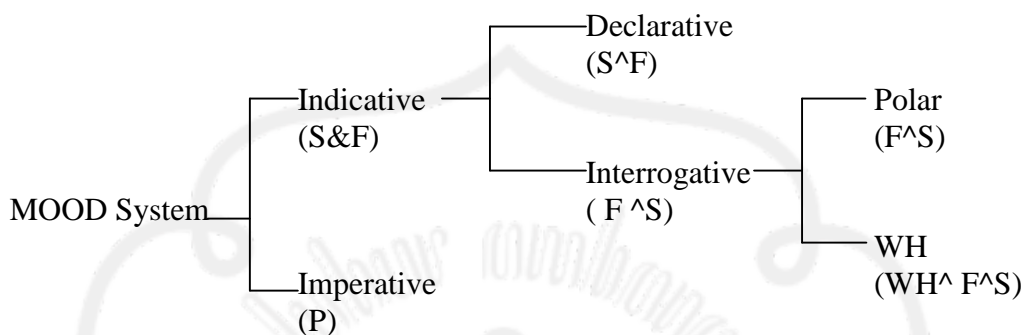 Declarative
(S^F)
Indicative
(S&F)
Polar
(F^S)
Interrogative
( F ^S)
MOOD System
WH
(WH^ F^S)
Imperative
(P)